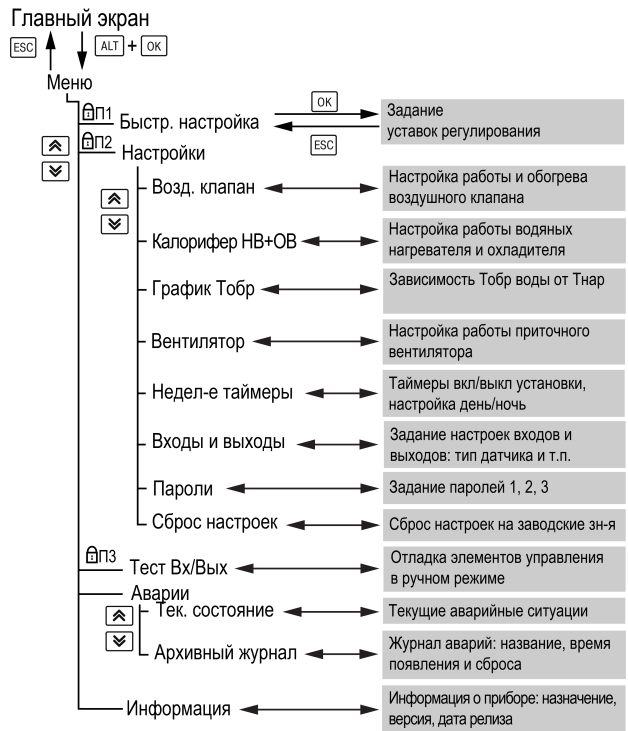 Главный экран
ESC ALT + OK
Меню
П1 Быстр. настройка OK ESC Задание
уставок регулирования
П2 Настройки
Возд. клапан Настройка работы и обогрева
воздушного клапана
Калорифер НВ+ОВ Настройка работы водяных
нагревателя и охладителя
График Тобр Зависимость Тобр воды от Тнар
Вентилятор Настройка работы приточного
вентилятора
Недел-е таймеры Таймеры вкл/выкл установки,
настройка день/ночь
Входы и выходы Задание настроек входов и
выходов: тип датчика и т.п.
Пароли Задание паролей 1, 2, 3
Сброс настроек Сброс настроек на заводские зн-я
П3 Тест Вх/Вых Отладка элементов управления
в ручном режиме
Аварии
Тек. состояние Текущие аварийные ситуации
Архивный журнал Журнал аварий: название, время
появления и сброса
Информация Информация о приборе: назначение,
версия, дата релиза